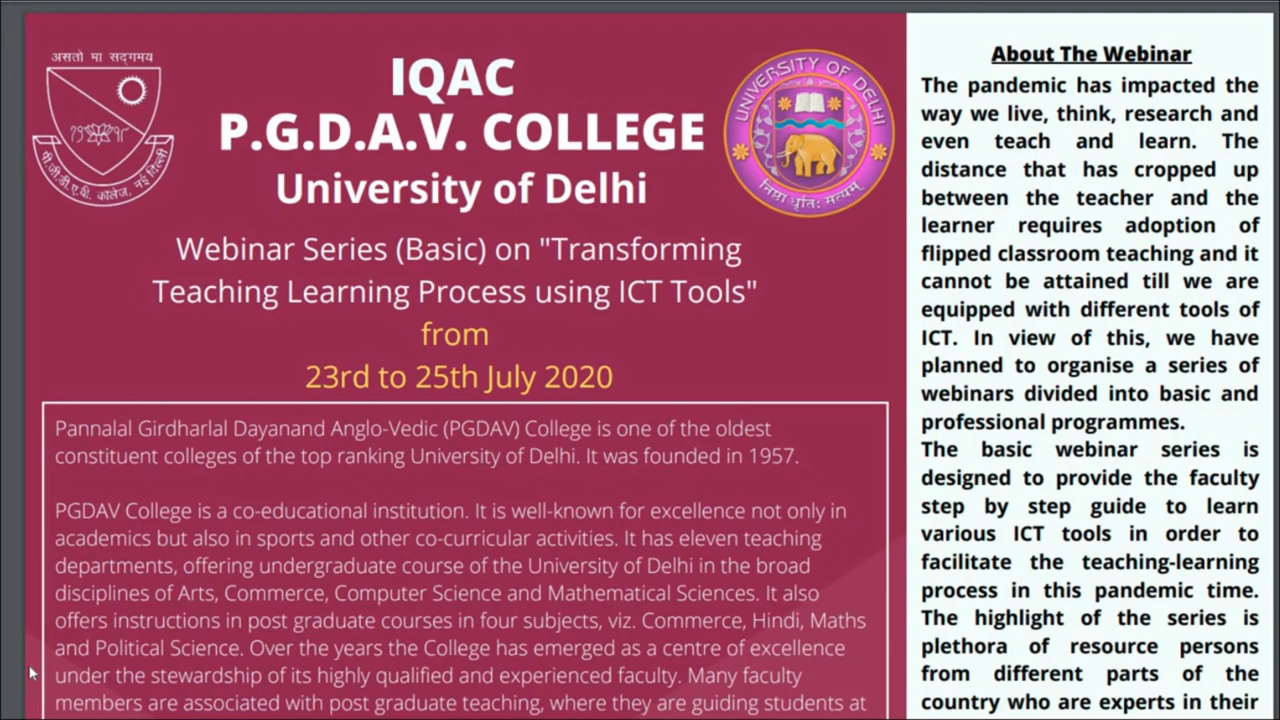 असतो मा सद्गमय
पी.जी.डी.ए.वी. कॉलेज, नई दिल्ली
IQAC
P.G.D.A.V. COLLEGE
University of Delhi
UNIVERSITY OF DELHI
निष्ठा धृति: सत्यम्
Webinar Series (Basic) on "Transforming
Teaching Learning Process using ICT Tools"
from
23rd to 25th July 2020
Pannalal Girdharlal Dayanand Anglo-Vedic (PGDAV) College is one of the oldest
constituent colleges of the top ranking University of Delhi. It was founded in 1957.
PGDAV College is a co-educational institution. It is well-known for excellence not only in
academics but also in sports and other co-curricular activities. It has eleven teaching
departments, offering undergraduate course of the University of Delhi in the broad
disciplines of Arts, Commerce, Computer Science and Mathematical Sciences. It also
offers instructions in post graduate courses in four subjects, viz. Commerce, Hindi, Maths
and Political Science. Over the years the College has emerged as a centre of excellence
under the stewardship of its highly qualified and experienced faculty. Many faculty
members are associated with post graduate teaching, where they are guiding students at
About The Webinar
The pandemic has impacted the
way we live, think, research and
even teach and learn. The
distance that has cropped up
between the teacher and the
learner requires adoption of
flipped classroom teaching and it
cannot be attained till we are
equipped with different tools of
ICT. In view of this, we have
planned to organise a series of
webinars divided into basic and
professional programmes.
The basic webinar series is
designed to provide the faculty
step by step guide to learn
various ICT tools in order to
facilitate the teaching-learning
process in this pandemic time.
The highlight of the series is
plethora of resource persons
from different parts of the
country who are experts in their